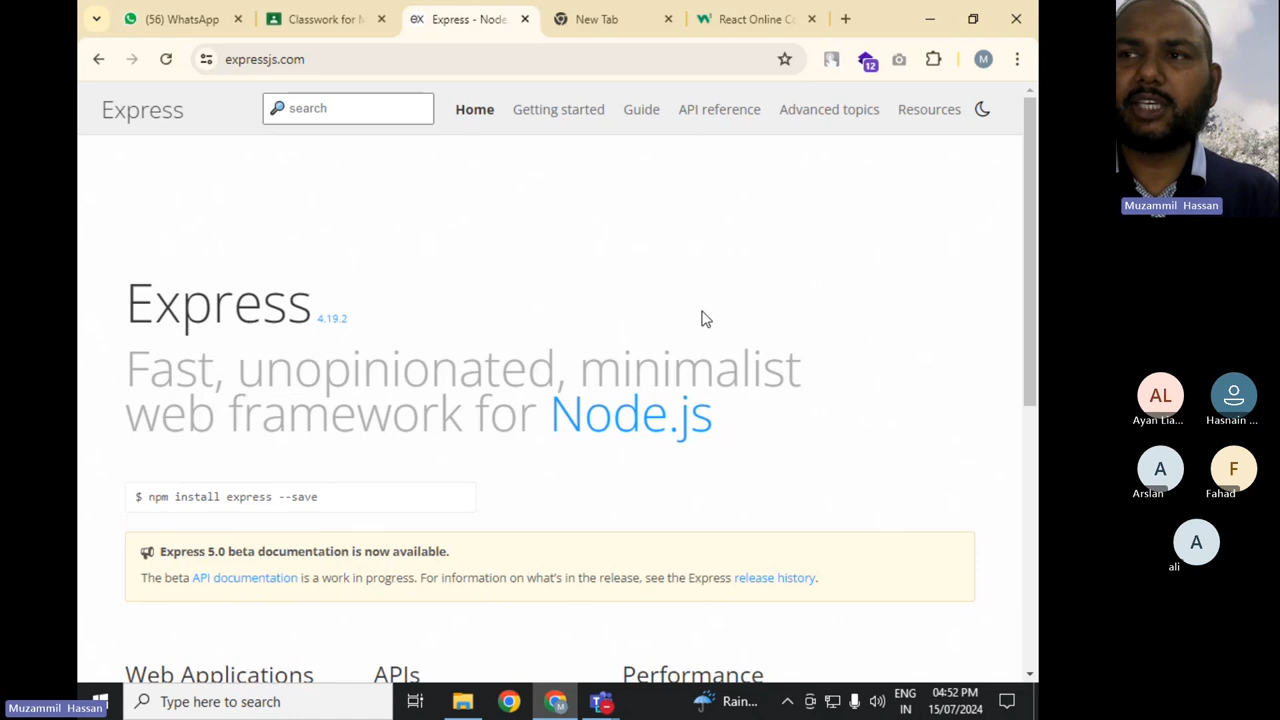 (56) WhatsApp
Classwork for M
Express - Node
New Tab
React Online Co
expressjs.com
12
M
Express
search
Home
Getting started
Guide
API reference
Advanced topics
Resources
Express 4.19.2
Fast, unopinionated, minimalist
web framework for Node.js
$ npm install express --save
Express 5.0 beta documentation is now available.
The beta API documentation is a work in progress. For information on what's in the release, see the Express release history.
Web Applications
APIs
Performance
Type here to search
Rain...
ENG
IN
04:52 PM
15/07/2024
Muzammil Hassan
Muzammil Hassan
AL
Ayan Lia...
Hasnain ...
A
Arslan
F
Fahad
A
ali